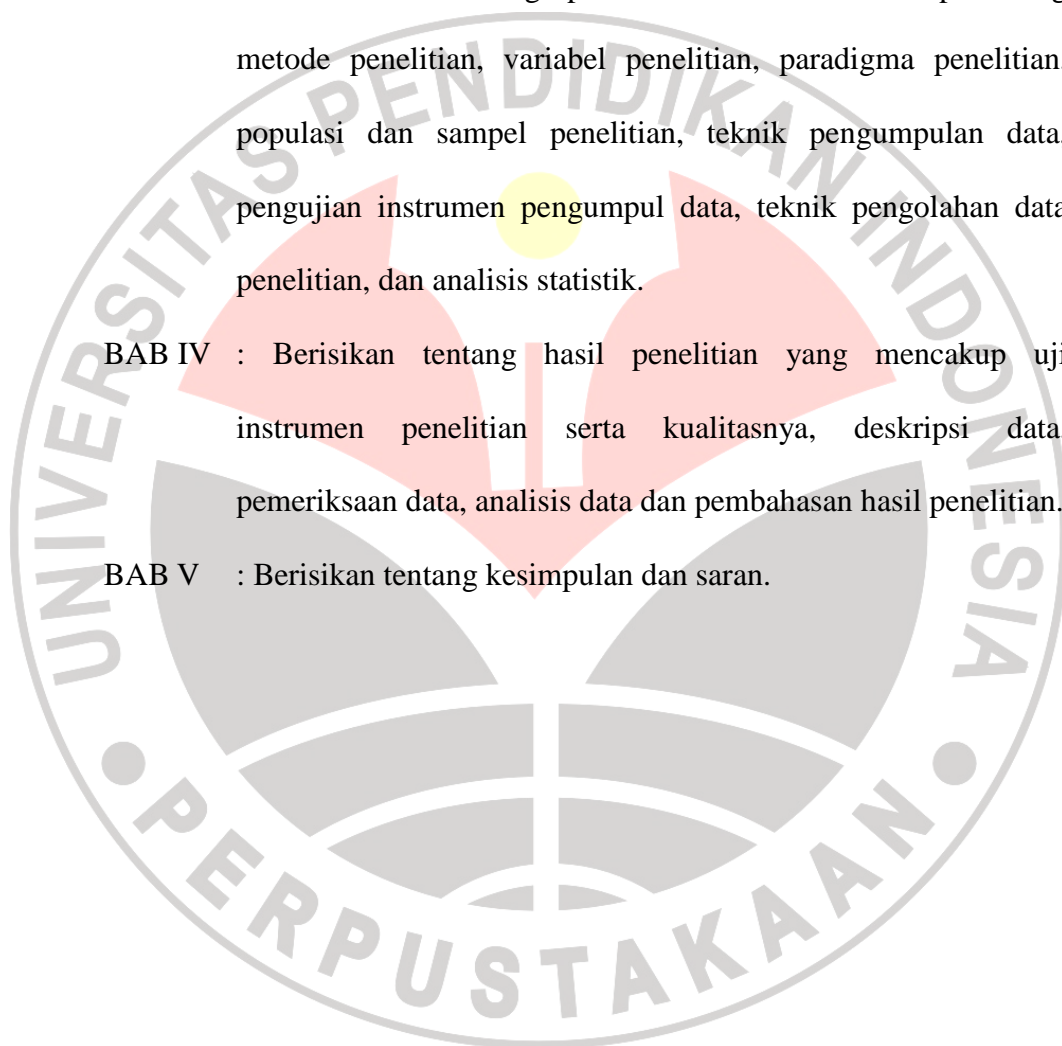 metode penelitian, variabel penelitian, paradigma penelitian,
populasi dan sampel penelitian, teknik pengumpulan data,
pengujian instrumen pengumpul data, teknik pengolahan data
penelitian, dan analisis statistik.
BAB IV : Berisikan tentang hasil penelitian yang mencakup uji
instrumen penelitian serta kualitasnya, deskripsi data,
pemeriksaan data, analisis data dan pembahasan hasil penelitian.
BAB V : Berisikan tentang kesimpulan dan saran.
UNIVERSITAS PENDIDIKAN INDONESIA
PERPUSTAKAAN